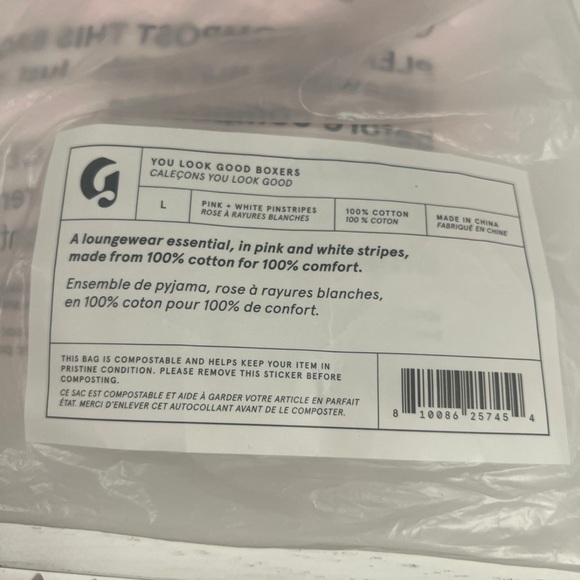 YOU LOOK GOOD BOXERS
CALEÇONS YOU LOOK GOOD
L
PINK + WHITE PINSTRIPES
ROSE À RAYURES BLANCHES
100% COTTON
100 % COTON
MADE IN CHINA
FABRIQUÉ EN CHINE
A loungewear essential, in pink and white stripes,
made from 100% cotton for 100% comfort.
Ensemble de pyjama, rose à rayures blanches,
en 100% coton pour 100% de confort.
THIS BAG IS COMPOSTABLE AND HELPS KEEP YOUR ITEM IN
PRISTINE CONDITION. PLEASE REMOVE THIS STICKER BEFORE
COMPOSTING.
CE SAC EST COMPOSTABLE ET AIDE À GARDER VOTRE ARTICLE EN PARFAIT
ÉTAT. MERCI D'ENLEVER CET AUTOCOLLANT AVANT DE LE COMPOSTER.
8 10086 25745 4